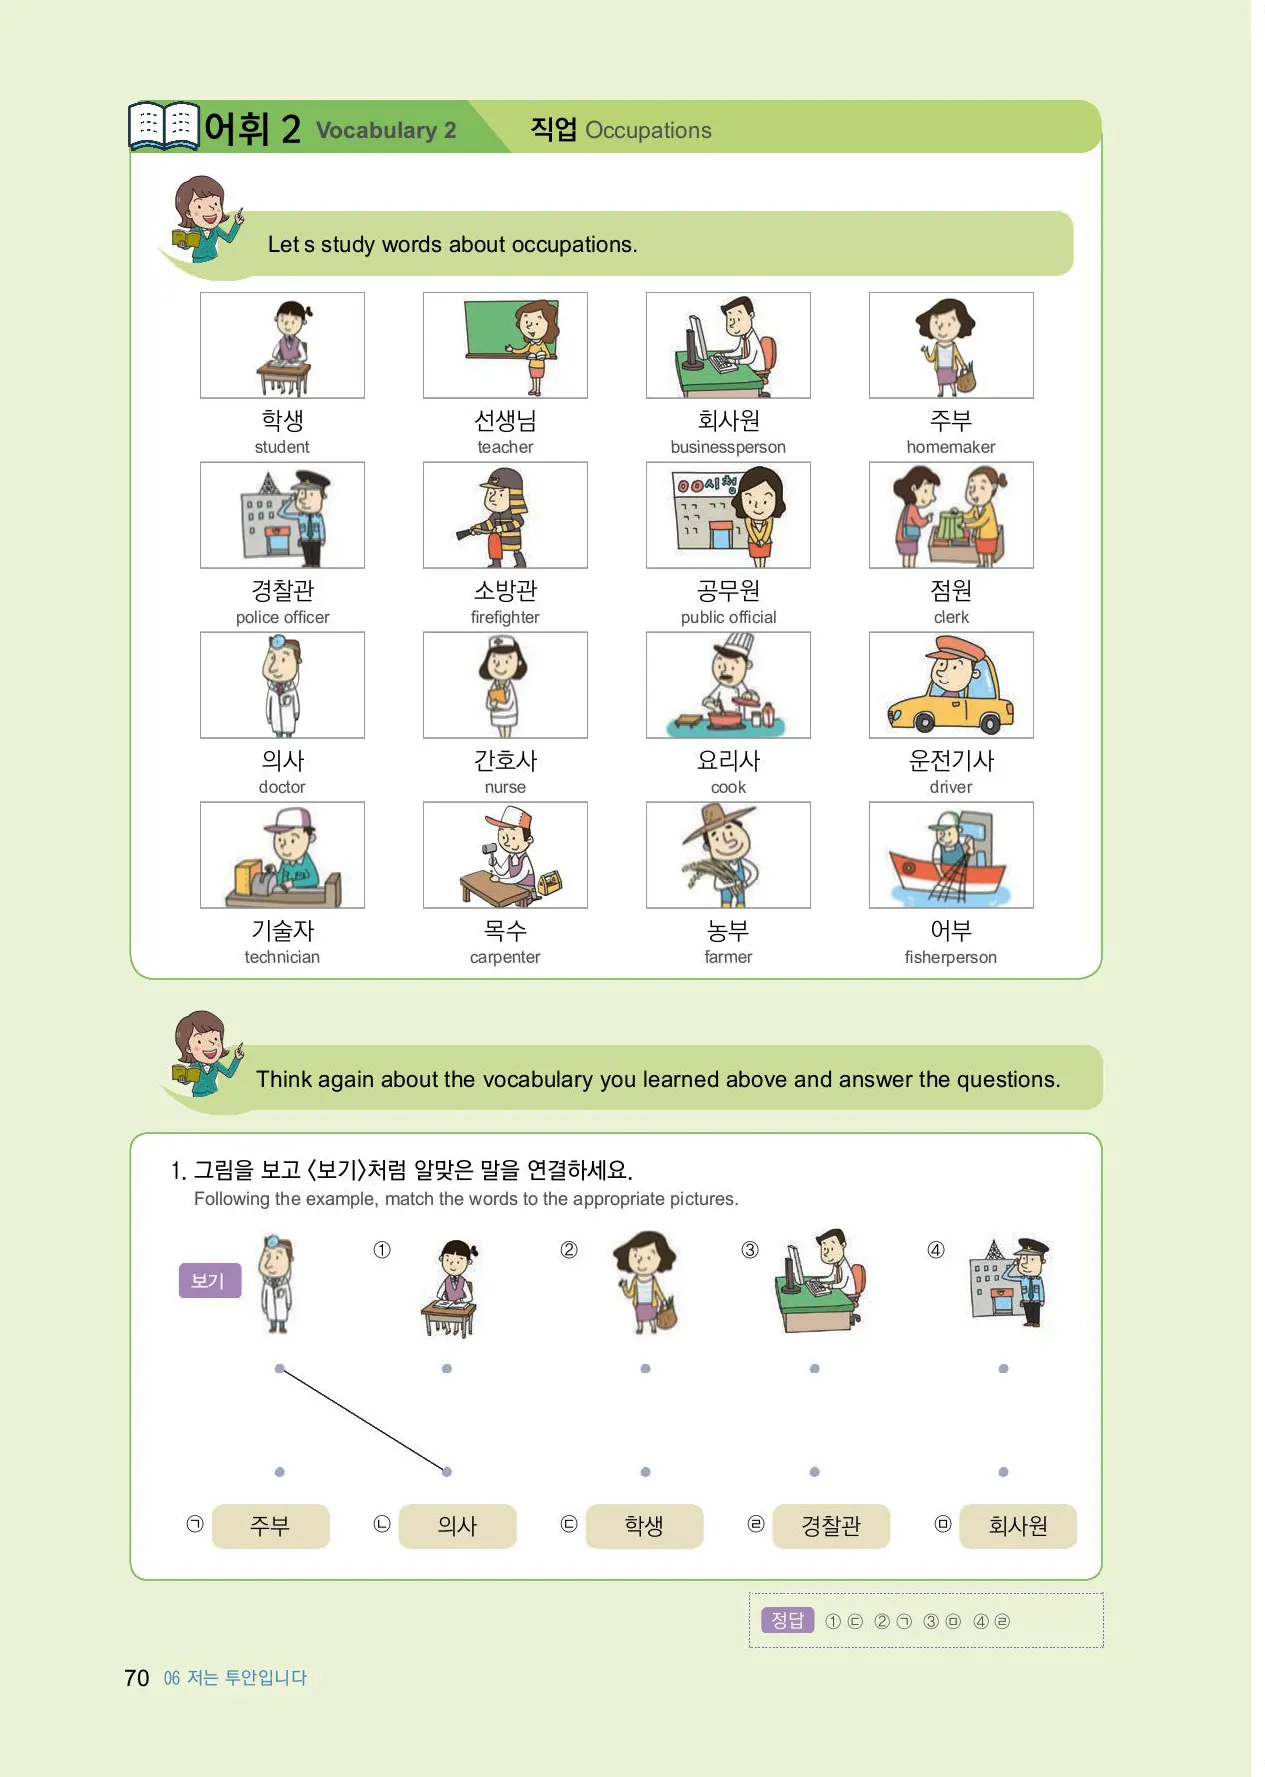 어휘 2 Vocabulary 2 직업 Occupations
Let s study words about occupations.
학생 선생님 회사원 주부
student teacher businessperson homemaker
○○시청
경찰관 소방관 공무원 점원
police officer firefighter public official clerk
의사 간호사 요리사 운전기사
doctor nurse cook driver
기술자 목수 농부 어부
technician carpenter farmer fisherperson
Think again about the vocabulary you learned above and answer the questions.
1. 그림을 보고 <보기>처럼 알맞은 말을 연결하세요.
Following the example, match the words to the appropriate pictures.
보기 ① ② ③ ④
㉠ 주부 ㉡ 의사 ㉢ 학생 ㉣ 경찰관 ㉤ 회사원
정답 ① ㉢ ② ㉠ ③ ㉤ ④ ㉣
70 06 저는 투안입니다